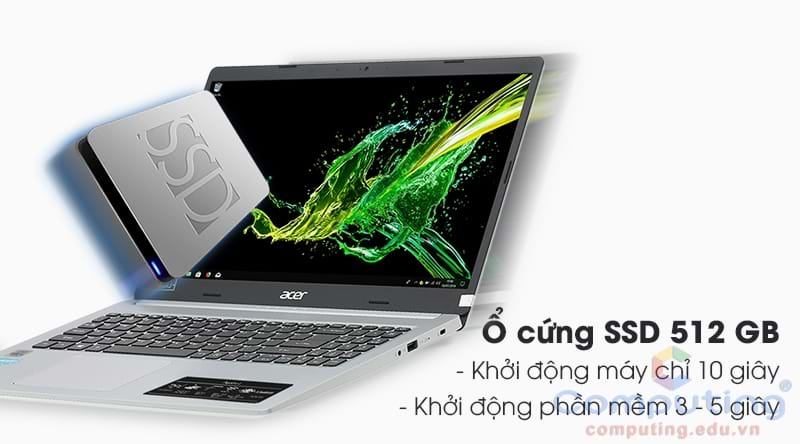 SSD
acer
Ổ cứng SSD 512 GB
- Khởi động máy chỉ 10 giây
- Khởi động phần mềm 3 - 5 giây
Computing®
computing.edu.vn